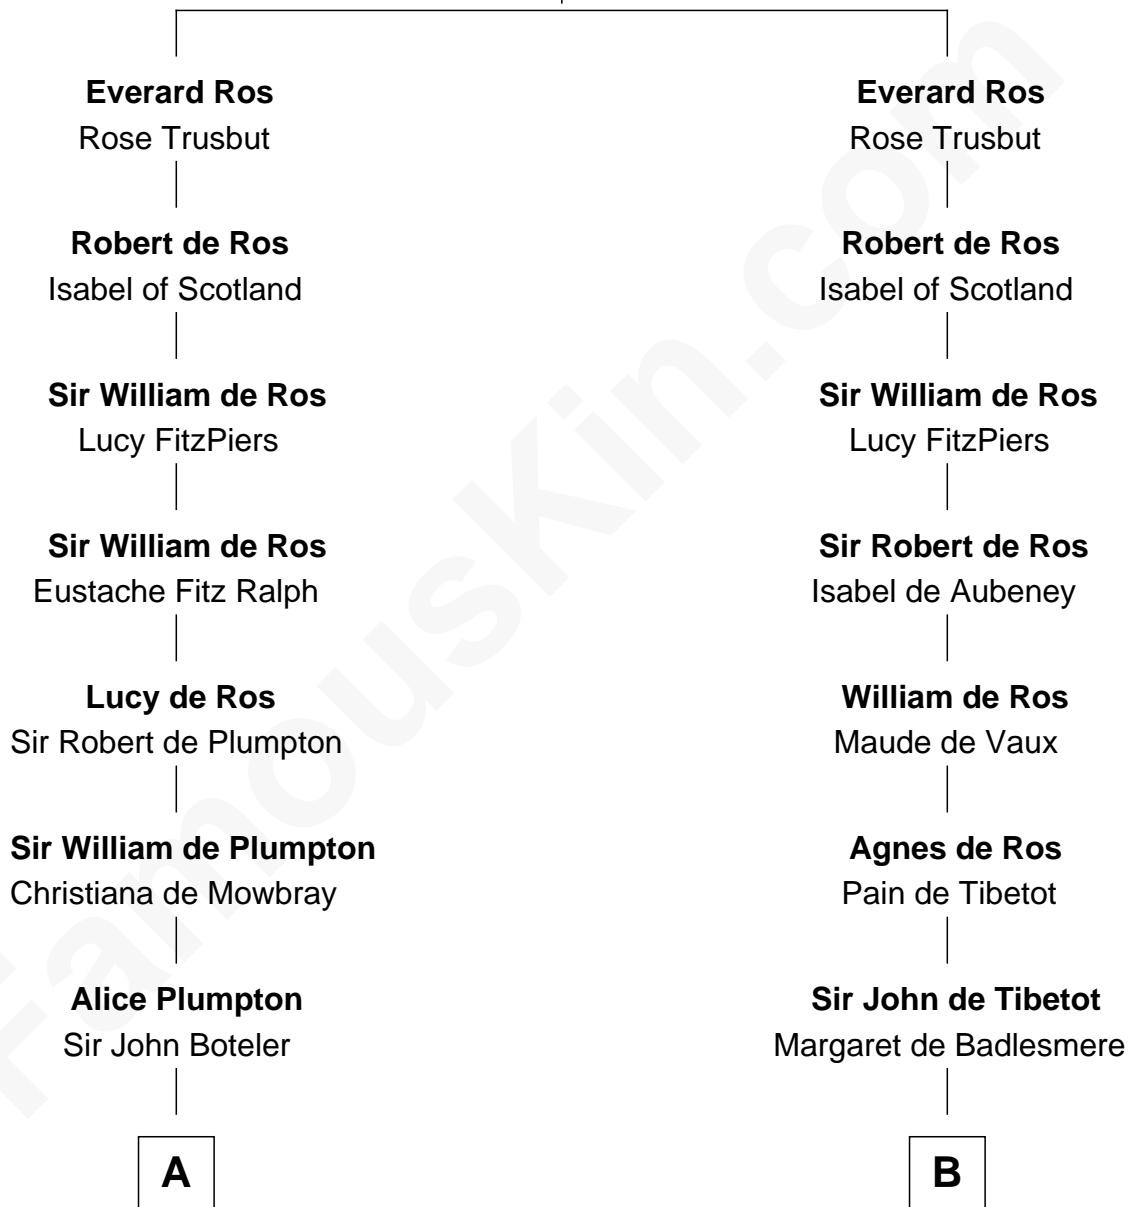 Everard Ros
Rose Trusbut
Robert de Ros
Isabel of Scotland
Sir William de Ros
Lucy FitzPiers
Sir William de Ros
Eustache Fitz Ralph
Lucy de Ros
Sir Robert de Plumpton
Sir William de Plumpton
Christiana de Mowbray
Alice Plumpton
Sir John Boteler
A
Everard Ros
Rose Trusbut
Robert de Ros
Isabel of Scotland
Sir William de Ros
Lucy FitzPiers
Sir Robert de Ros
Isabel de Aubeney
William de Ros
Maude de Vaux
Agnes de Ros
Pain de Tibetot
Sir John de Tibetot
Margaret de Badlesmere
B
FamousKin.com